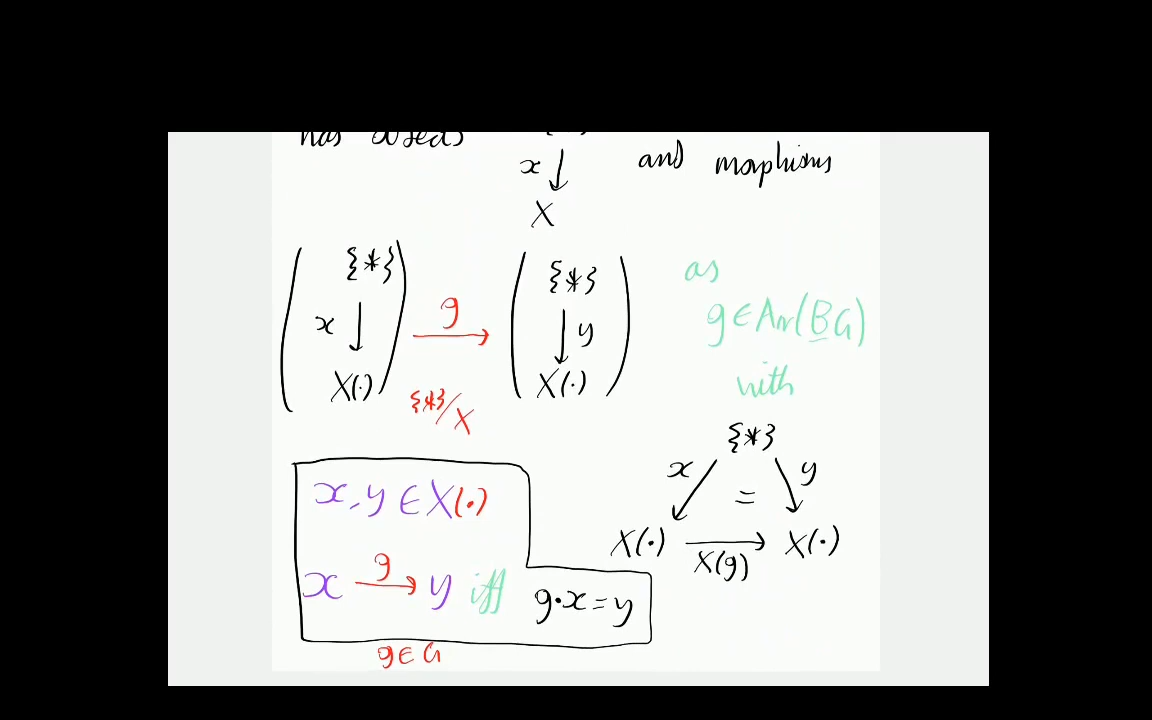 has objects
x ↓ and morphisms
X
( {*} x ↓ X(·) ) g → ( {*} ↓ y X(·) )
{*}/X
as
g ∈ Arr(BG)
with
{*}
x = y
X(·) → X(·)
X(g)
x, y ∈ X(·)
x g → y iff g·x = y
g ∈ G